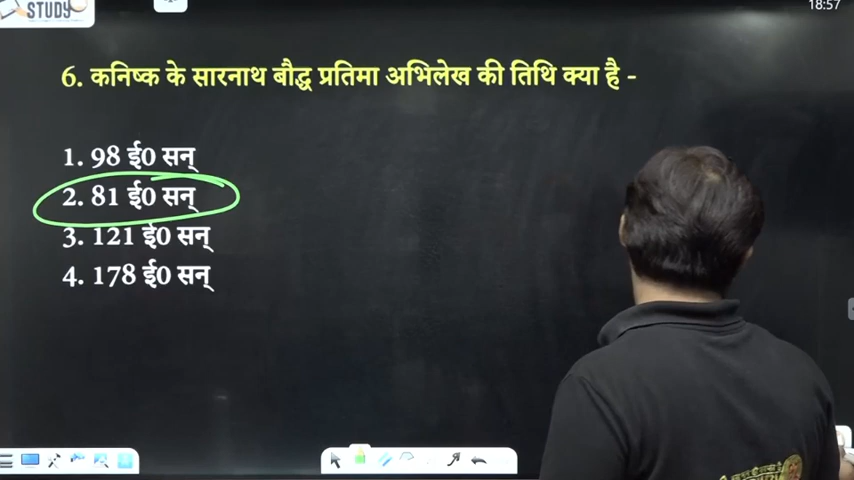 STUDY
18:57
6. कनिष्क के सारनाथ बौद्ध प्रतिमा अभिलेख की तिथि क्या है -
1. 98 ई0 सन्
2. 81 ई0 सन्
3. 121 ई0 सन्
4. 178 ई0 सन्